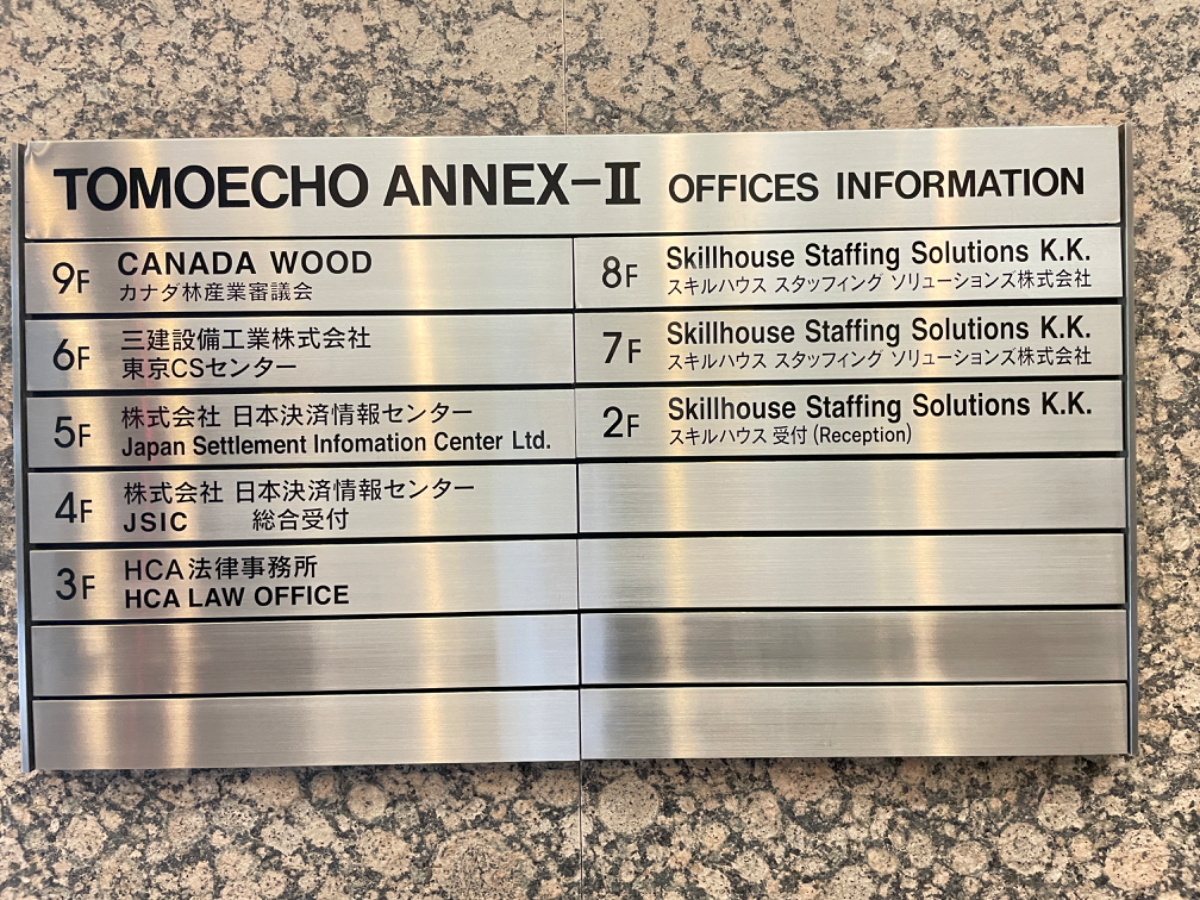 TOMOECHO ANNEX-Ⅱ OFFICES INFORMATION
9F CANADA WOOD
カナダ林産業審議会
6F 三建設備工業株式会社
東京CSセンター
5F 株式会社 日本決済情報センター
Japan Settlement Infomation Center Ltd.
4F 株式会社 日本決済情報センター
JSIC 総合受付
3F HCA法律事務所
HCA LAW OFFICE
8F Skillhouse Staffing Solutions K.K.
スキルハウス スタッフィング ソリューションズ株式会社
7F Skillhouse Staffing Solutions K.K.
スキルハウス スタッフィング ソリューションズ株式会社
2F Skillhouse Staffing Solutions K.K.
スキルハウス 受付 (Reception)